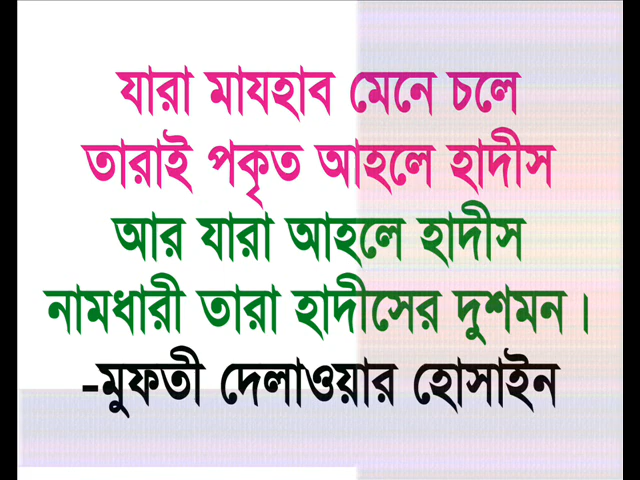 যারা মাযহাব মেনে চলে
তারাই পকৃত আহলে হাদীস
আর যারা আহলে হাদীস
নামধারী তারা হাদীসের দুশমন।
-মুফতী দেলাওয়ার হোসাইন